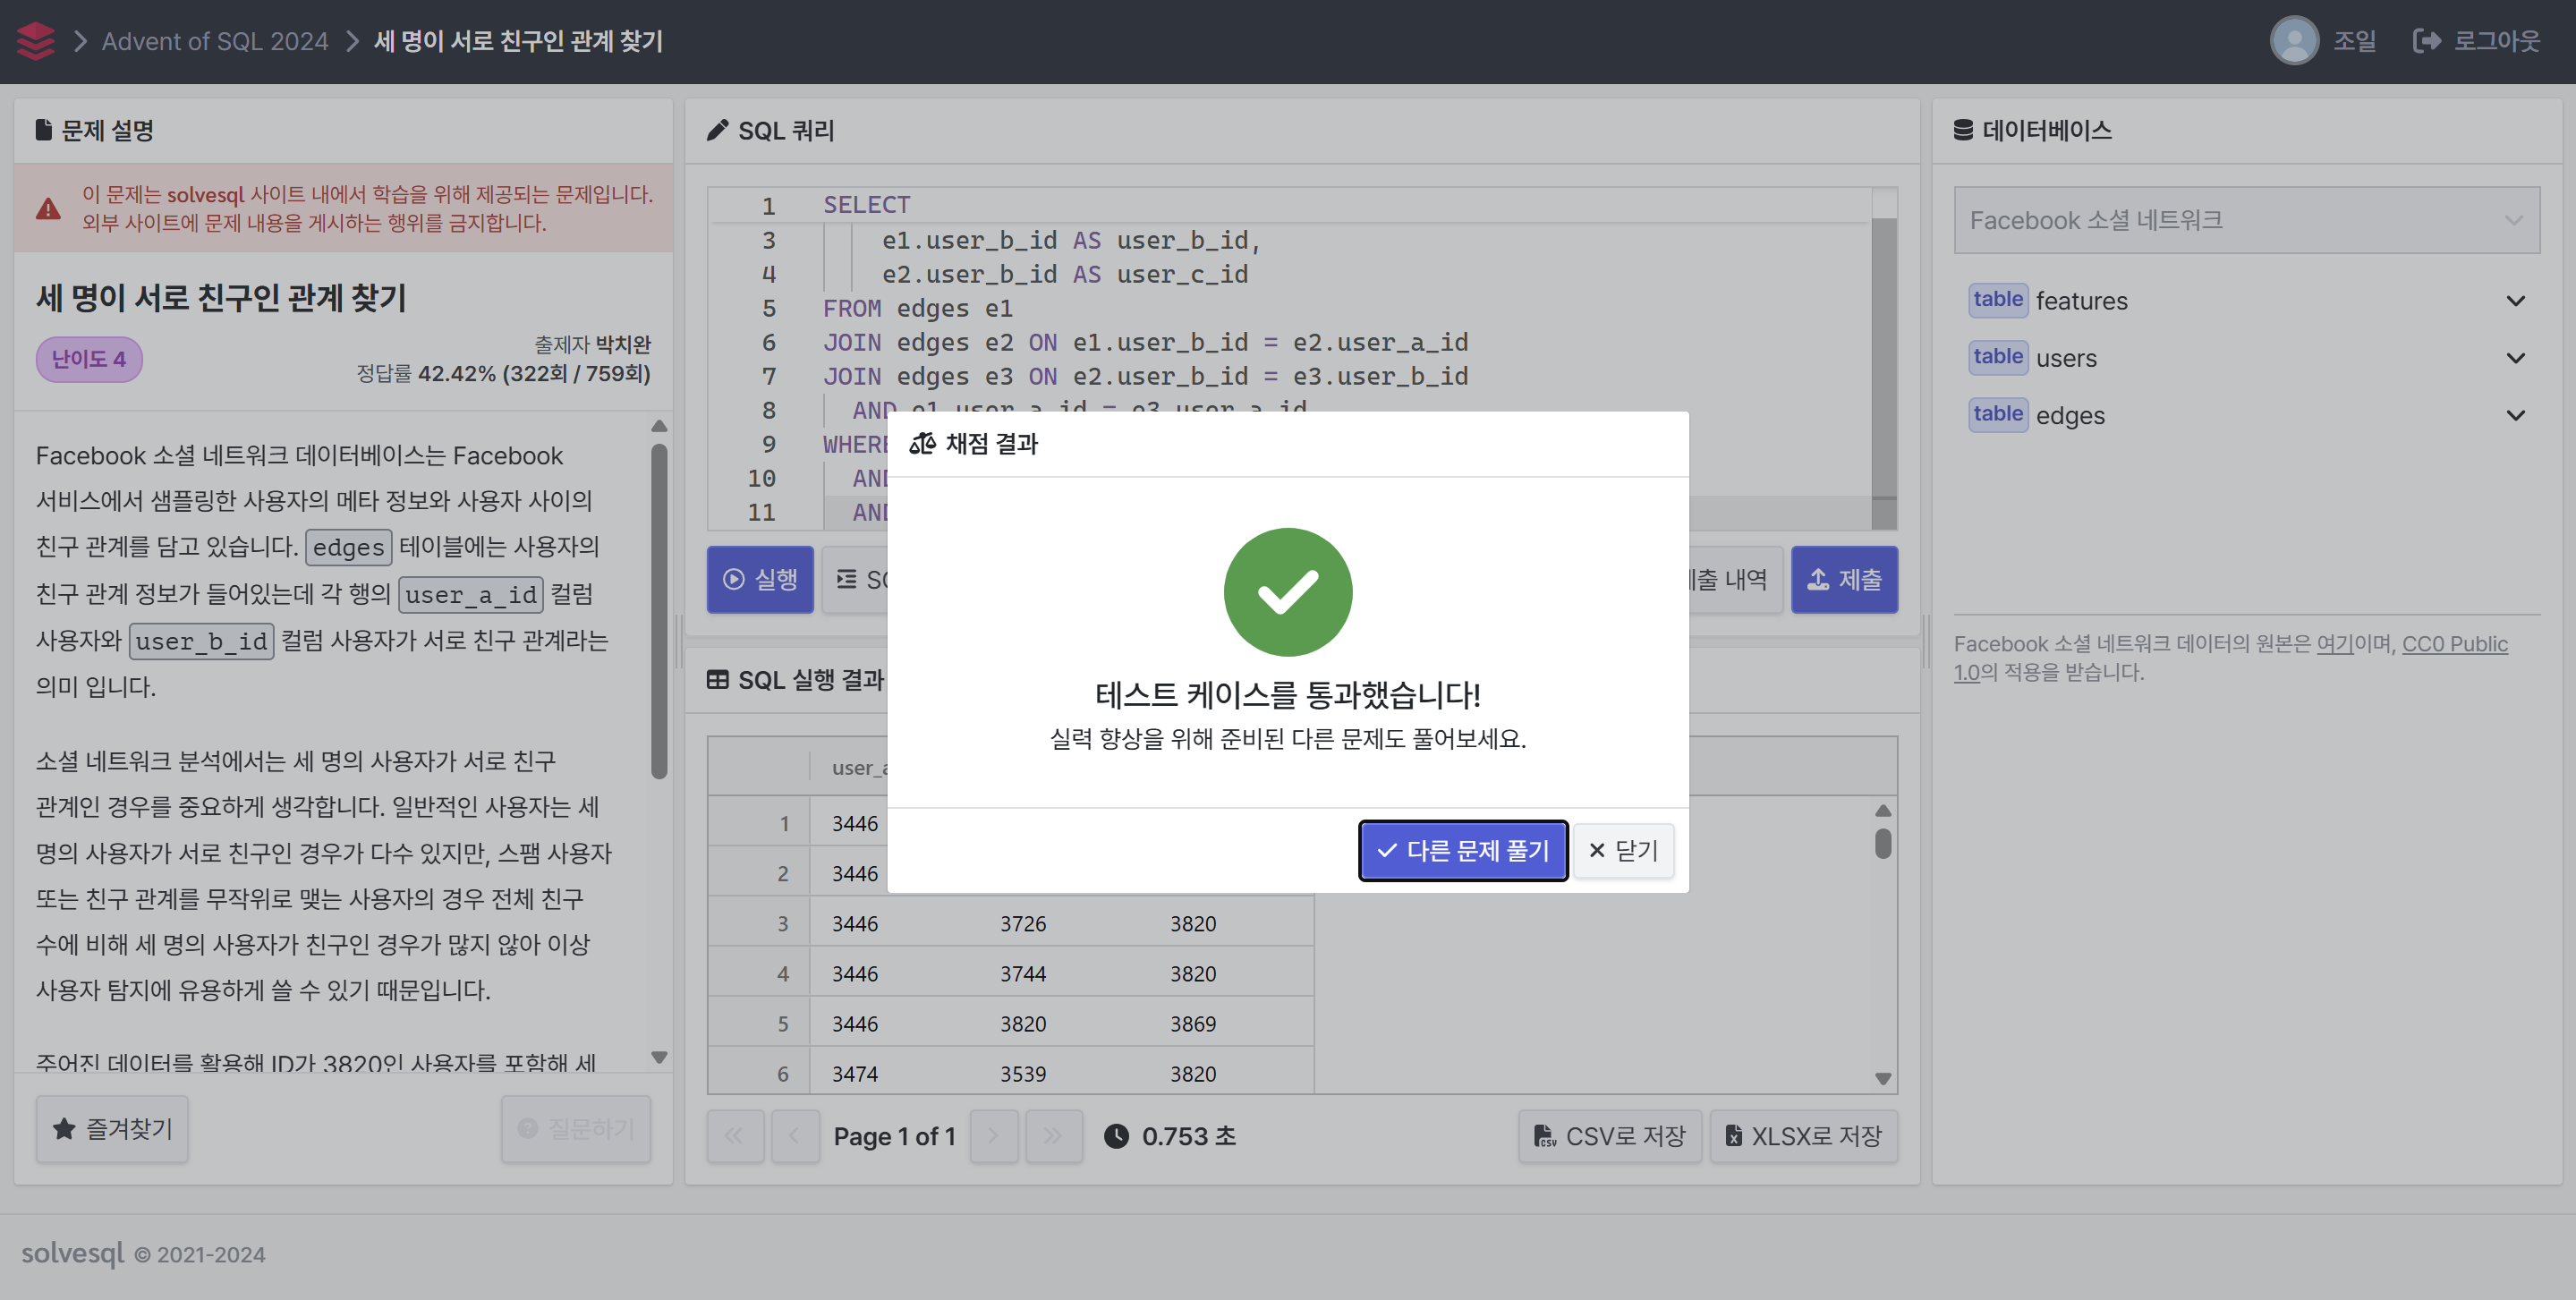 Advent of SQL 2024
세 명이 서로 친구인 관계 찾기
조일
로그아웃
문제 설명
이 문제는 solvesql 사이트 내에서 학습을 위해 제공되는 문제입니다.
외부 사이트에 문제 내용을 게시하는 행위를 금지합니다.
세 명이 서로 친구인 관계 찾기
난이도 4
출제자 박치완
정답률 42.42% (322회 / 759회)
Facebook 소셜 네트워크 데이터베이스는 Facebook
서비스에서 샘플링한 사용자의 메타 정보와 사용자 사이의
친구 관계를 담고 있습니다. edges 테이블에는 사용자의
친구 관계 정보가 들어있는데 각 행의 user_a_id 컬럼
사용자와 user_b_id 컬럼 사용자가 서로 친구 관계라는
의미 입니다.
소셜 네트워크 분석에서는 세 명의 사용자가 서로 친구
관계인 경우를 중요하게 생각합니다. 일반적인 사용자는 세
명의 사용자가 서로 친구인 경우가 다수 있지만, 스팸 사용자
또는 친구 관계를 무작위로 맺는 사용자의 경우 전체 친구
수에 비해 세 명의 사용자가 친구인 경우가 많지 않아 이상
사용자 탐지에 유용하게 쓸 수 있기 때문입니다.
주어진 데이터를 활용해 ID가 3820인 사용자를 포함해 세
즐겨찾기
질문하기
SQL 쿼리
1 SELECT
3 e1.user_b_id AS user_b_id,
4 e2.user_b_id AS user_c_id
5 FROM edges e1
6 JOIN edges e2 ON e1.user_b_id = e2.user_a_id
7 JOIN edges e3 ON e2.user_b_id = e3.user_b_id
8 AND e1.user_a_id = e3.user_a_id
9 WHERE
10 AND
11 AND
실행
제출 내역
제출
채점 결과
테스트 케이스를 통과했습니다!
실력 향상을 위해 준비된 다른 문제도 풀어보세요.
다른 문제 풀기
닫기
SQL 실행 결과
user_a
1 3446
2 3446
3 3446 3726 3820
4 3446 3744 3820
5 3446 3820 3869
6 3474 3539 3820
Page 1 of 1
0.753 초
CSV로 저장
XLSX로 저장
데이터베이스
Facebook 소셜 네트워크
table features
table users
table edges
Facebook 소셜 네트워크 데이터의 원본은 여기이며, CC0 Public
1.0의 적용을 받습니다.
solvesql © 2021-2024